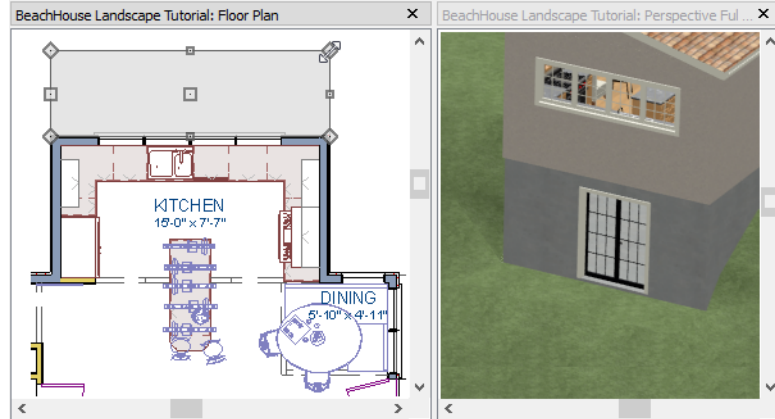 BeachHouse Landscape Tutorial: Floor Plan
BeachHouse Landscape Tutorial: Perspective Ful ...
KITCHEN
15'-0" x 7'-7"
DINING
5'-10" x 4'-11"